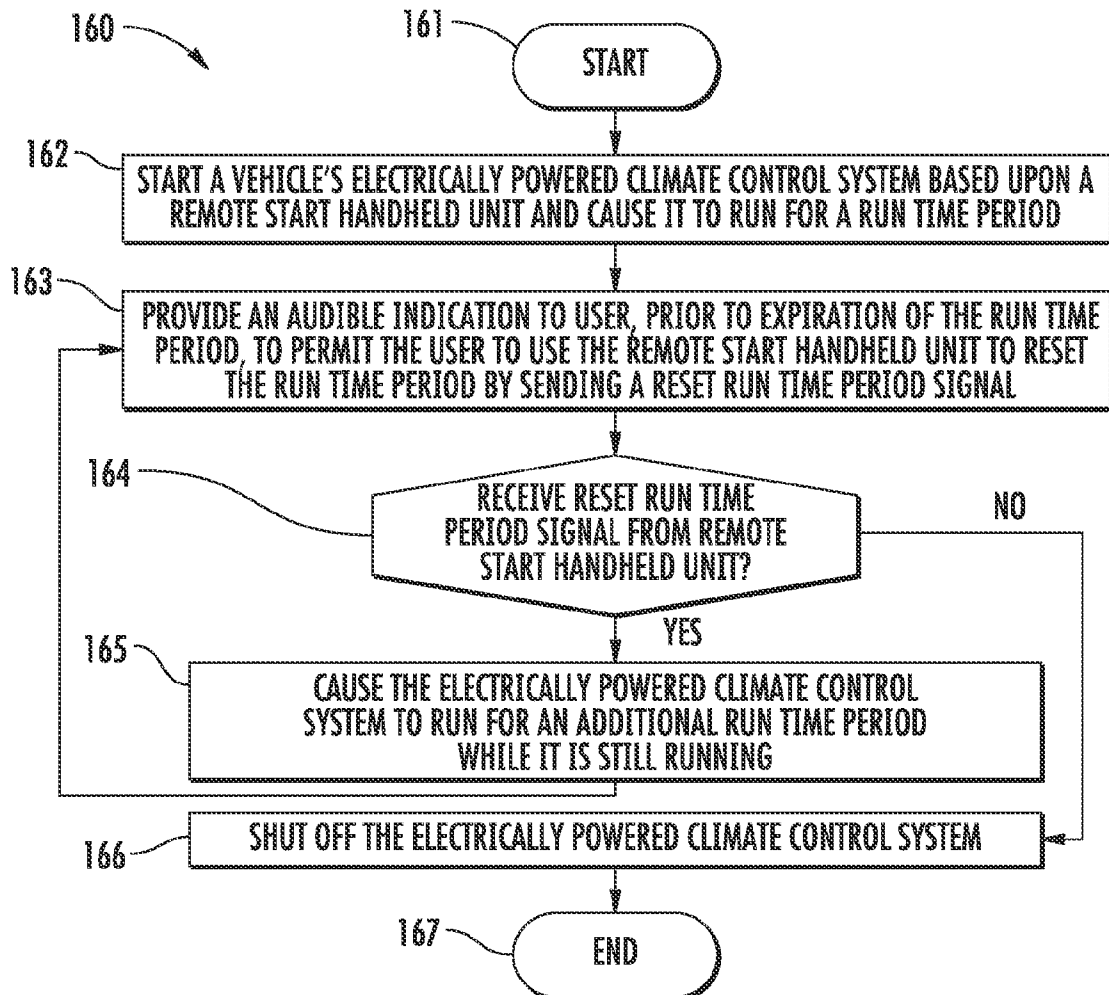 160
161
START
162
START A VEHICLE'S ELECTRICALLY POWERED CLIMATE CONTROL SYSTEM BASED UPON A
REMOTE START HANDHELD UNIT AND CAUSE IT TO RUN FOR A RUN TIME PERIOD
163
PROVIDE AN AUDIBLE INDICATION TO USER, PRIOR TO EXPIRATION OF THE RUN TIME
PERIOD, TO PERMIT THE USER TO USE THE REMOTE START HANDHELD UNIT TO RESET
THE RUN TIME PERIOD BY SENDING A RESET RUN TIME PERIOD SIGNAL
164
RECEIVE RESET RUN TIME
PERIOD SIGNAL FROM REMOTE
START HANDHELD UNIT?
NO
YES
165
CAUSE THE ELECTRICALLY POWERED CLIMATE CONTROL
SYSTEM TO RUN FOR AN ADDITIONAL RUN TIME PERIOD
WHILE IT IS STILL RUNNING
166
SHUT OFF THE ELECTRICALLY POWERED CLIMATE CONTROL SYSTEM
167
END